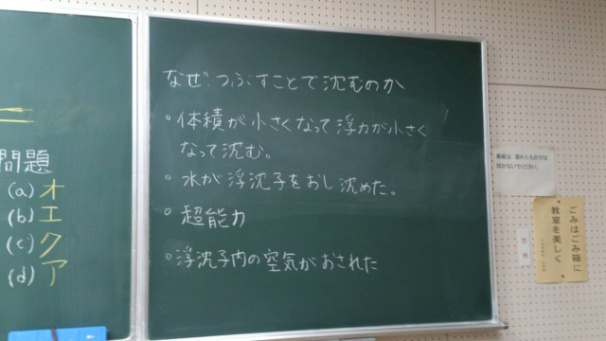 問題
(a) オ
(b) エ
(c) ク
(d) ア
なぜつぶすことで沈むのか
・体積が小さくなって浮力が小さく
なって沈む。
・水が浮沈子をおし沈めた。
・超能力
・浮沈子内の空気がおされた
ごみはごみ箱に
教室を美しく